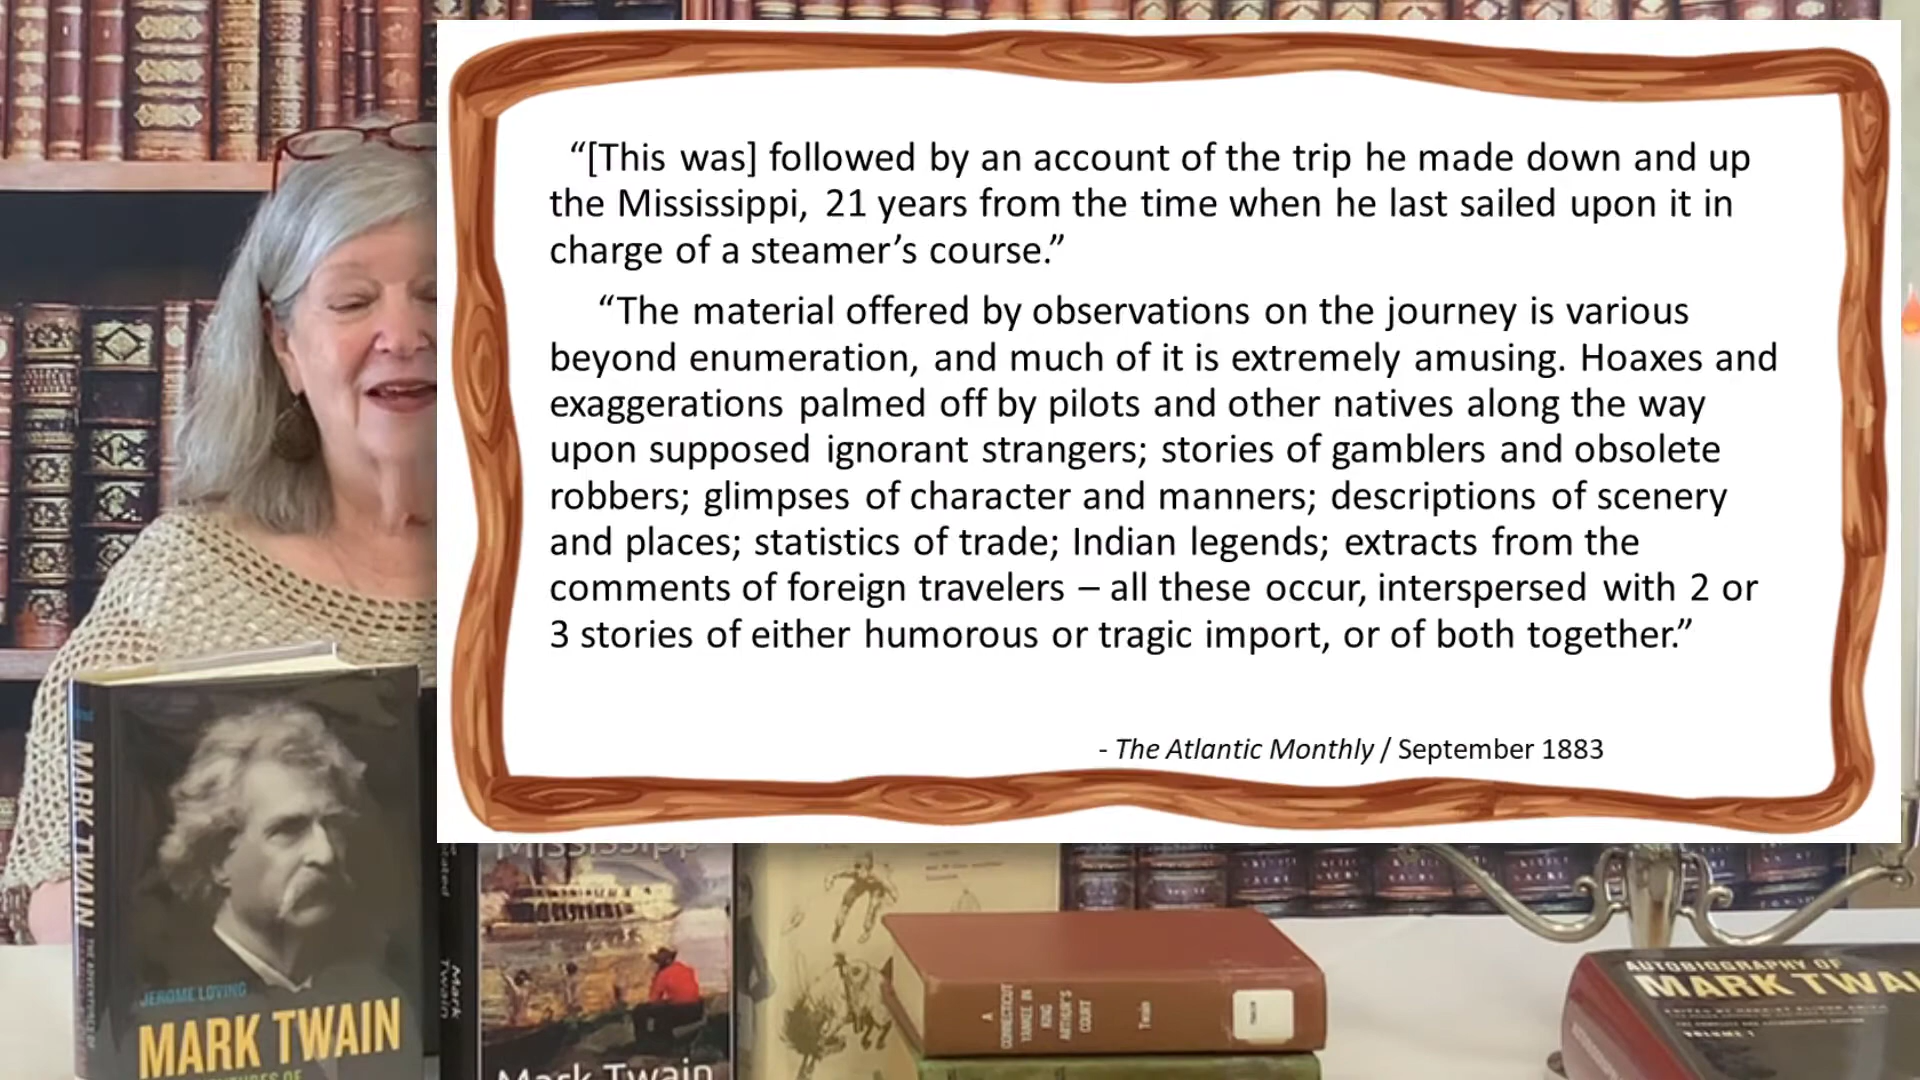 “[This was] followed by an account of the trip he made down and up
the Mississippi, 21 years from the time when he last sailed upon it in
charge of a steamer’s course.”
“The material offered by observations on the journey is various
beyond enumeration, and much of it is extremely amusing. Hoaxes and
exaggerations palmed off by pilots and other natives along the way
upon supposed ignorant strangers; stories of gamblers and obsolete
robbers; glimpses of character and manners; descriptions of scenery
and places; statistics of trade; Indian legends; extracts from the
comments of foreign travelers – all these occur, interspersed with 2 or
3 stories of either humorous or tragic import, or of both together.”
- The Atlantic Monthly / September 1883
MARK TWAIN
JEROME LOVING
MARK TWAIN
Mark Twain
Mississipp
Mark Twain
A
CONNECTICUT
YANKEE IN
KING
ARTHUR'S
COURT
Twain
AUTOBIOGRAPHY OF
MARK TWAI
VOLUME 1